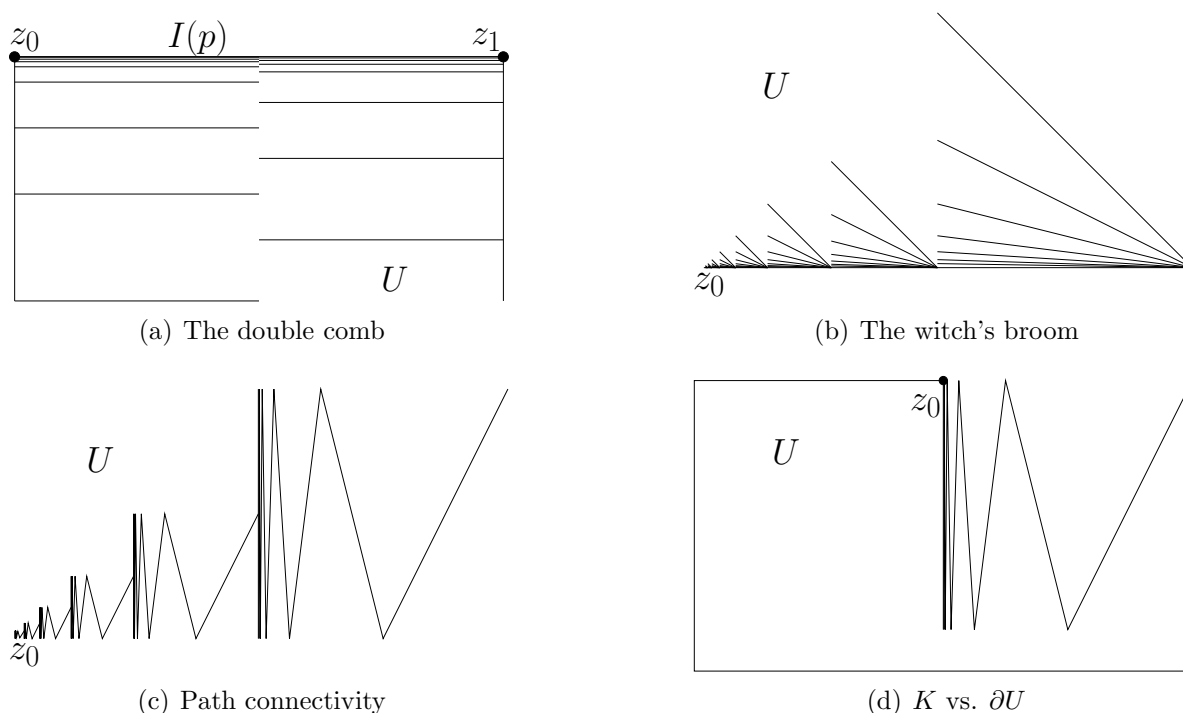 z₀ I(p) z₁
U
U
z₀
(a) The double comb
(b) The witch's broom
U
z₀
z₀
U
(c) Path connectivity
(d) K vs. ∂U